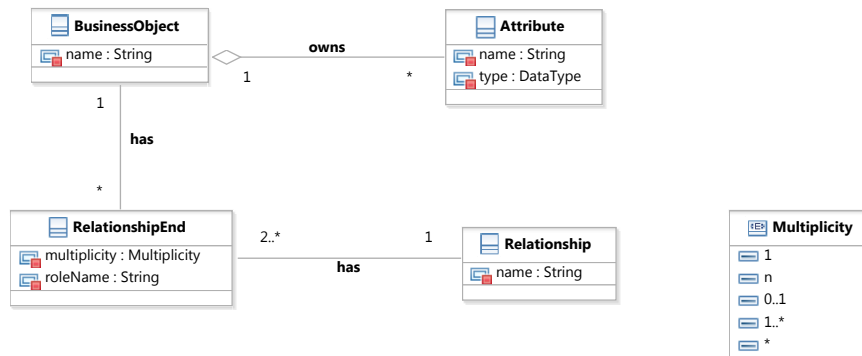 BusinessObject
name : String
owns
1
*
Attribute
name : String
type : DataType
1
has
*
RelationshipEnd
multiplicity : Multiplicity
roleName : String
2..*
1
has
Relationship
name : String
Multiplicity
1
n
0..1
1..*
*